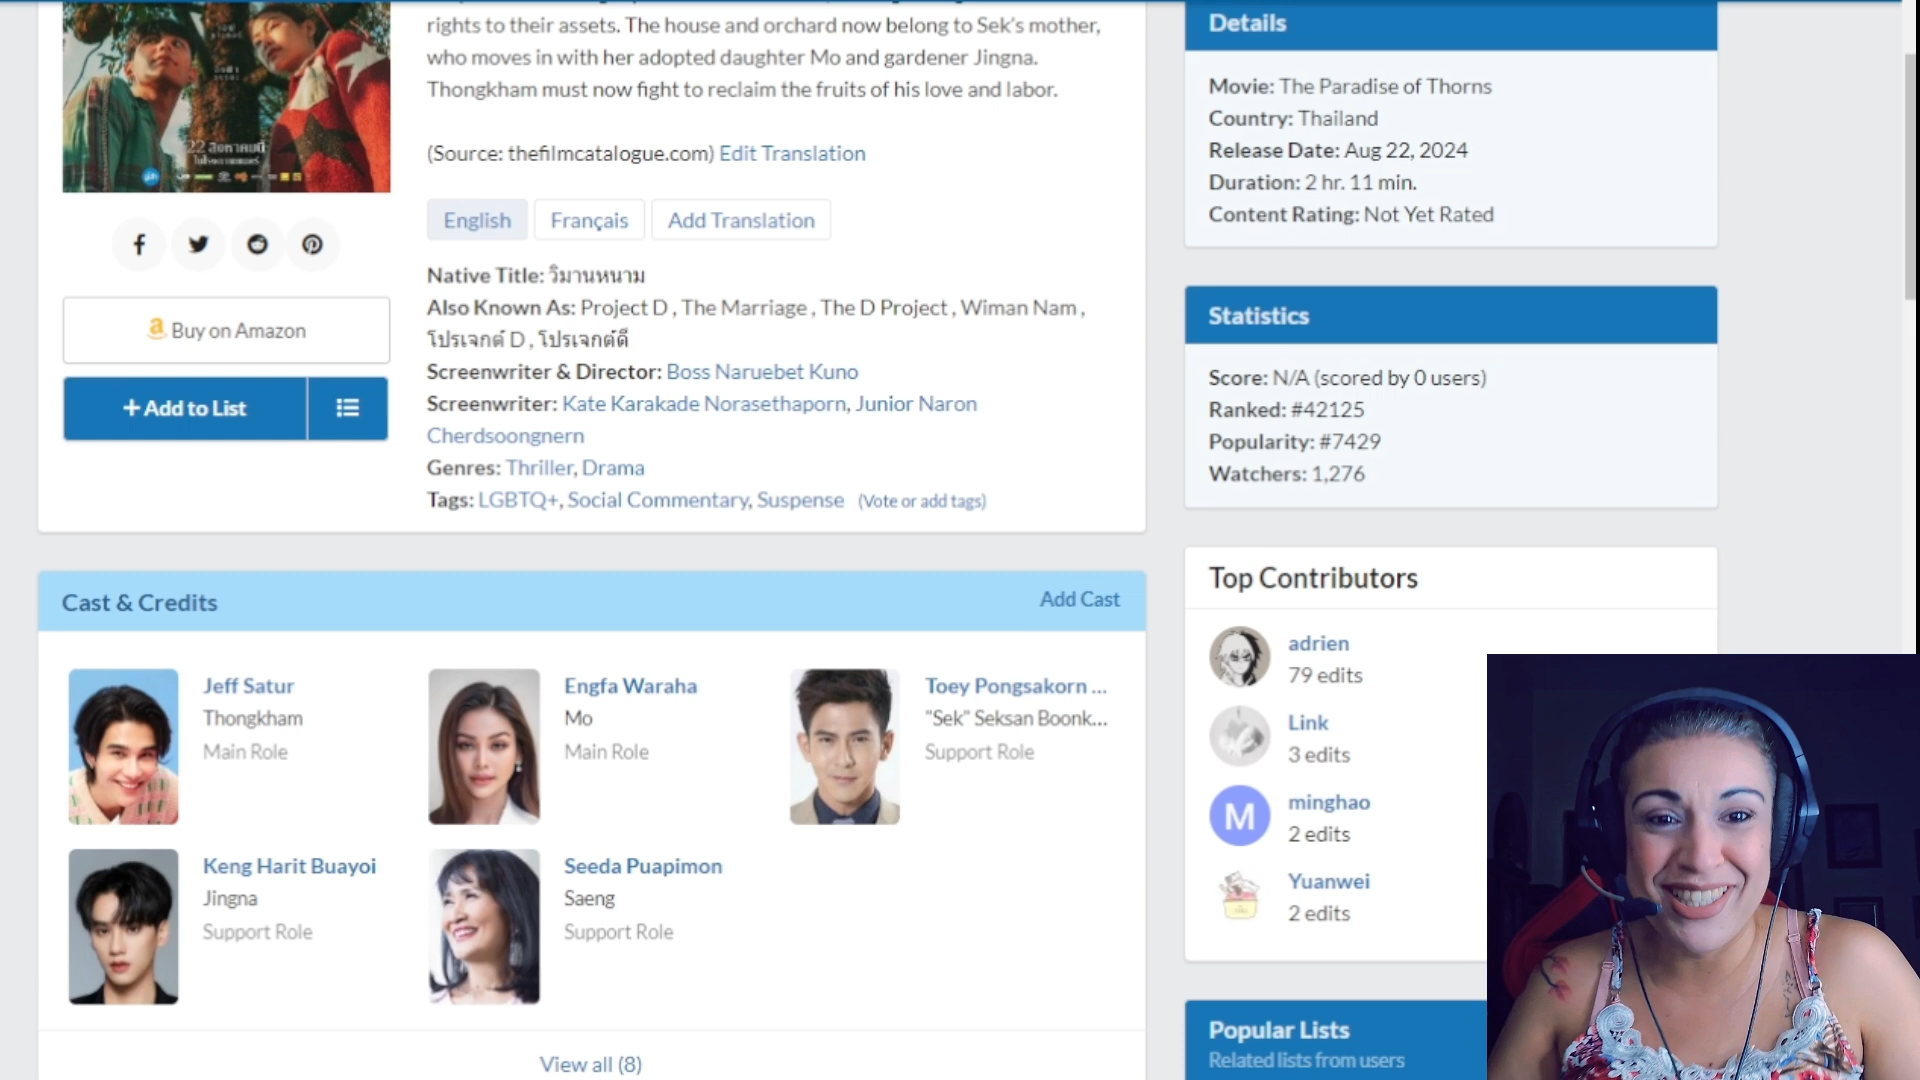 rights to their assets. The house and orchard now belong to Sek's mother,
who moves in with her adopted daughter Mo and gardener Jingna.
Thongkham must now fight to reclaim the fruits of his love and labor.
(Source: thefilmcatalogue.com) Edit Translation
English Français Add Translation
Native Title: วิมานหนาม
Also Known As: Project D , The Marriage , The D Project , Wiman Nam ,
โปรเจกต์ D , โปรเจกต์ดี
Screenwriter & Director: Boss Naruebet Kuno
Screenwriter: Kate Karakade Norasethaporn, Junior Naron
Cherdsoongnern
Genres: Thriller, Drama
Tags: LGBTQ+, Social Commentary, Suspense (Vote or add tags)
22 สิงหาคมนี้
Buy on Amazon
+ Add to List
Cast & Credits
Add Cast
Jeff Satur
Thongkham
Main Role
Engfa Waraha
Mo
Main Role
Toey Pongsakorn ...
"Sek" Seksan Boonk...
Support Role
Keng Harit Buayoi
Jingna
Support Role
Seeda Puapimon
Saeng
Support Role
View all (8)
Details
Movie: The Paradise of Thorns
Country: Thailand
Release Date: Aug 22, 2024
Duration: 2 hr. 11 min.
Content Rating: Not Yet Rated
Statistics
Score: N/A (scored by 0 users)
Ranked: #42125
Popularity: #7429
Watchers: 1,276
Top Contributors
adrien
79 edits
Link
3 edits
M
minghao
2 edits
Yuanwei
2 edits
Popular Lists
Related lists from users